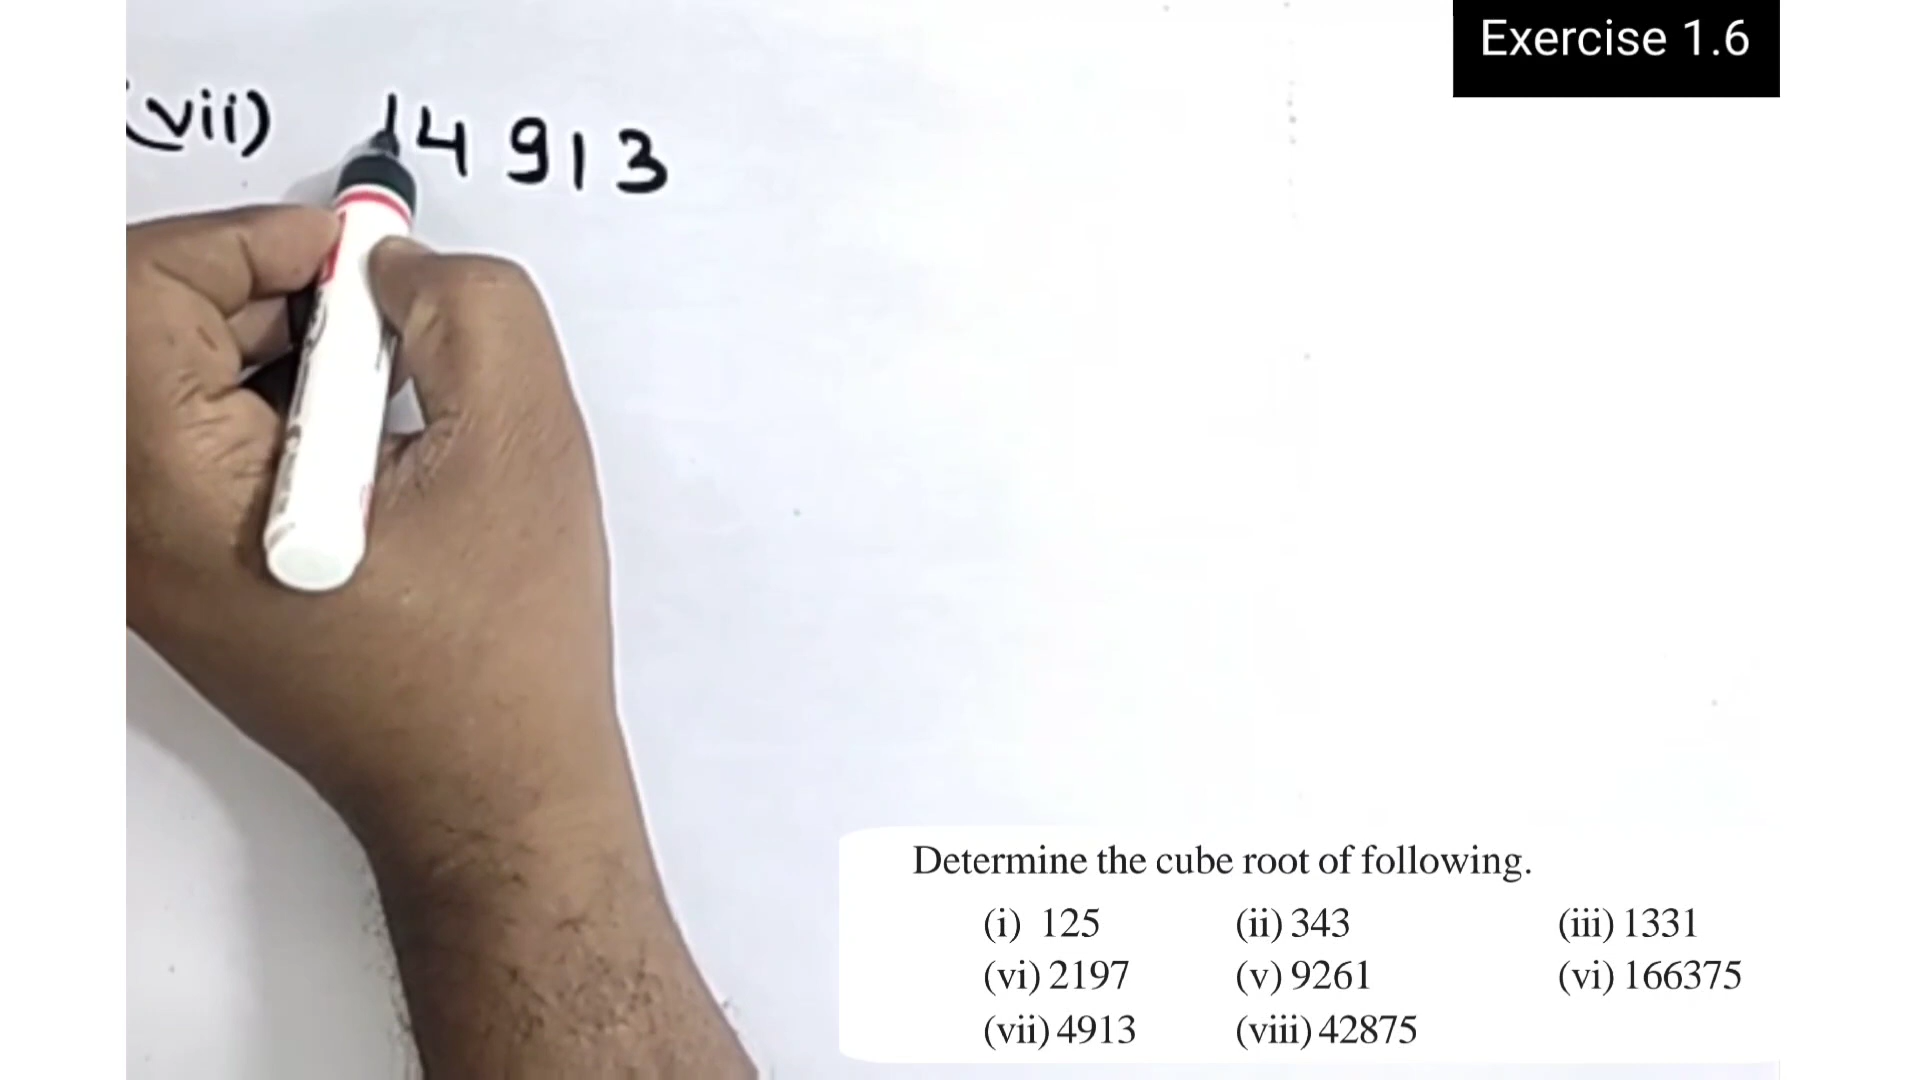 Exercise 1.6
(vii) 4913
Determine the cube root of following.
(i) 125 (ii) 343 (iii) 1331
(vi) 2197 (v) 9261 (vi) 166375
(vii) 4913 (viii) 42875